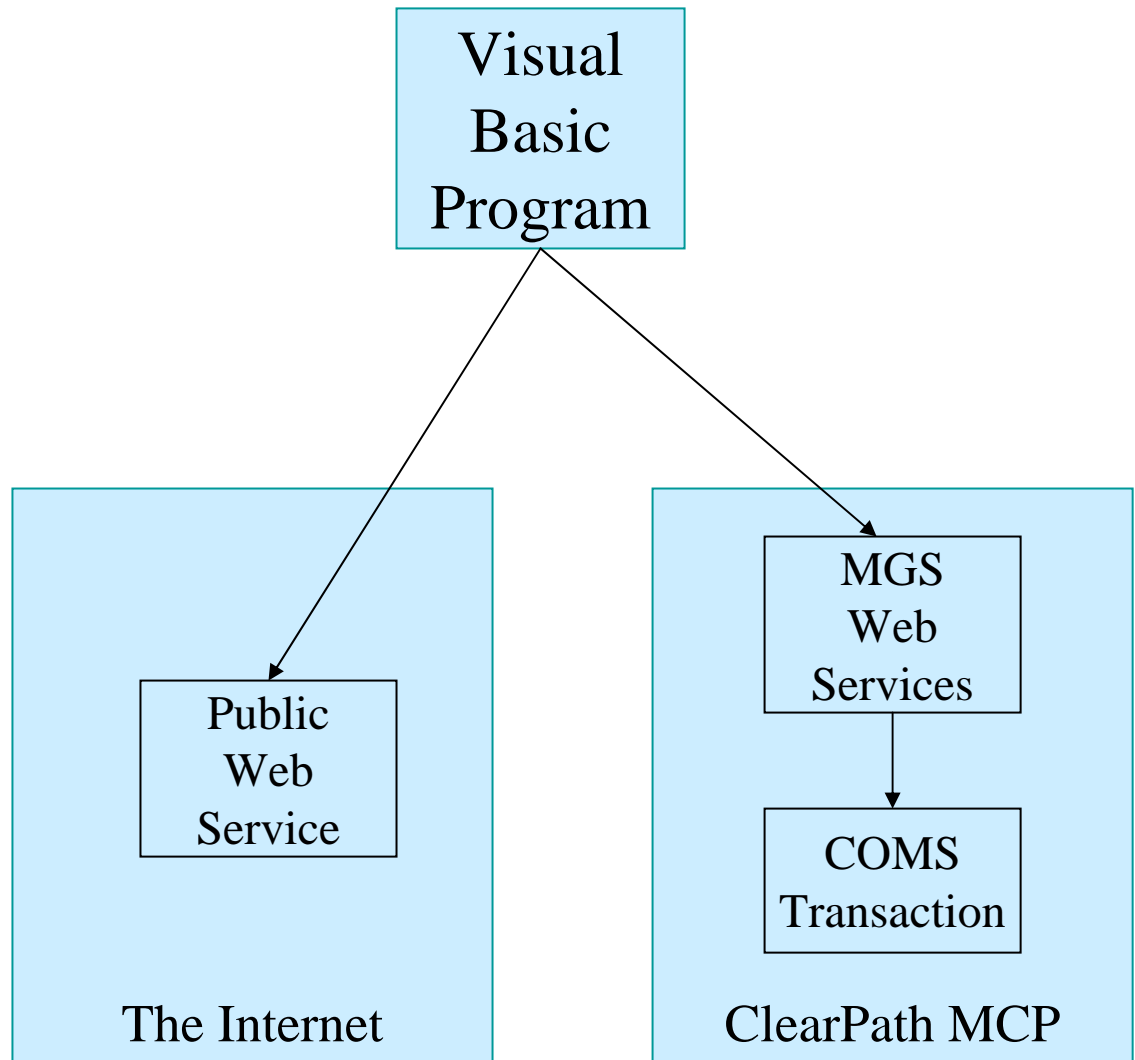 Visual
Basic
Program
Public
Web
Service
The Internet
MGS
Web
Services
COMS
Transaction
ClearPath MCP